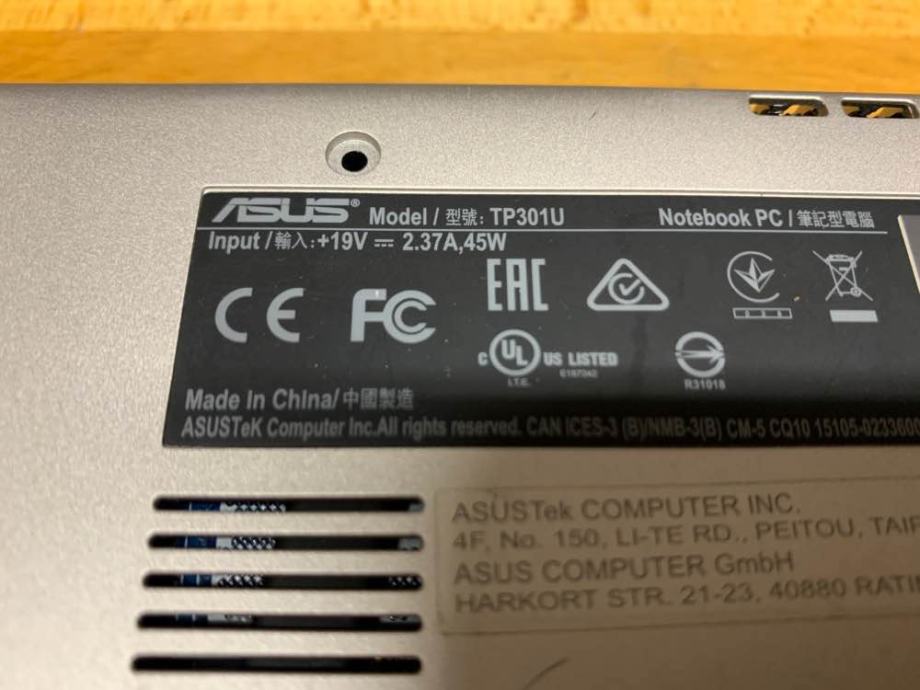 ASUS® Model / 型號: TP301U Notebook PC / 筆記型電腦
Input / 輸入: +19V ⎓ 2.37A,45W
CE FC EAC
c UL US LISTED
I.T.E. E187042
R31018
Made in China/ 中國製造
ASUSTeK Computer Inc.All rights reserved. CAN ICES-3 (B)/NMB-3(B) CM-5 CQ10 15105-0233600
ASUSTek COMPUTER INC.
4F, No. 150, LI-TE RD., PEITOU,
ASUS COMPUTER GmbH
HARKORT STR. 21-23, 40880